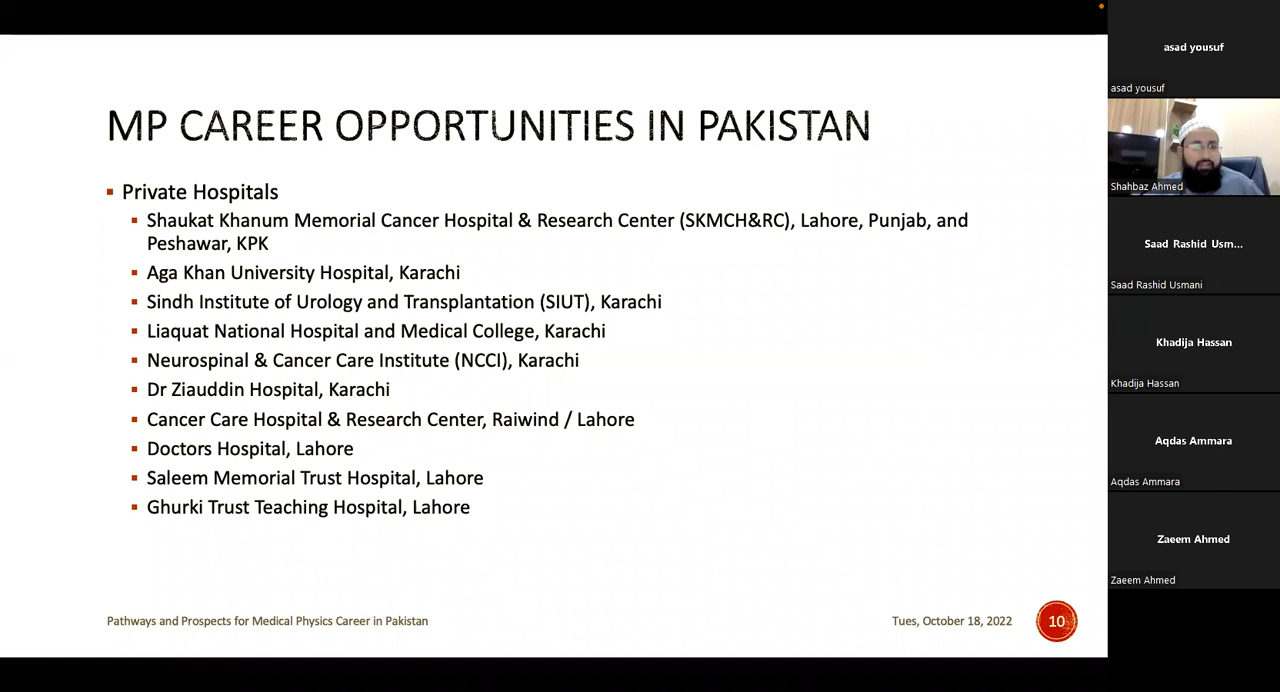 MP CAREER OPPORTUNITIES IN PAKISTAN
Private Hospitals
Shaukat Khanum Memorial Cancer Hospital & Research Center (SKMCH&RC), Lahore, Punjab, and
Peshawar, KPK
Aga Khan University Hospital, Karachi
Sindh Institute of Urology and Transplantation (SIUT), Karachi
Liaquat National Hospital and Medical College, Karachi
Neurospinal & Cancer Care Institute (NCCI), Karachi
Dr Ziauddin Hospital, Karachi
Cancer Care Hospital & Research Center, Raiwind / Lahore
Doctors Hospital, Lahore
Saleem Memorial Trust Hospital, Lahore
Ghurki Trust Teaching Hospital, Lahore
Pathways and Prospects for Medical Physics Career in Pakistan
Tues, October 18, 2022
10
asad yousuf
asad yousuf
Shahbaz Ahmed
Saad Rashid Usm...
Saad Rashid Usmani
Khadija Hassan
Khadija Hassan
Aqdas Ammara
Aqdas Ammara
Zaeem Ahmed
Zaeem Ahmed